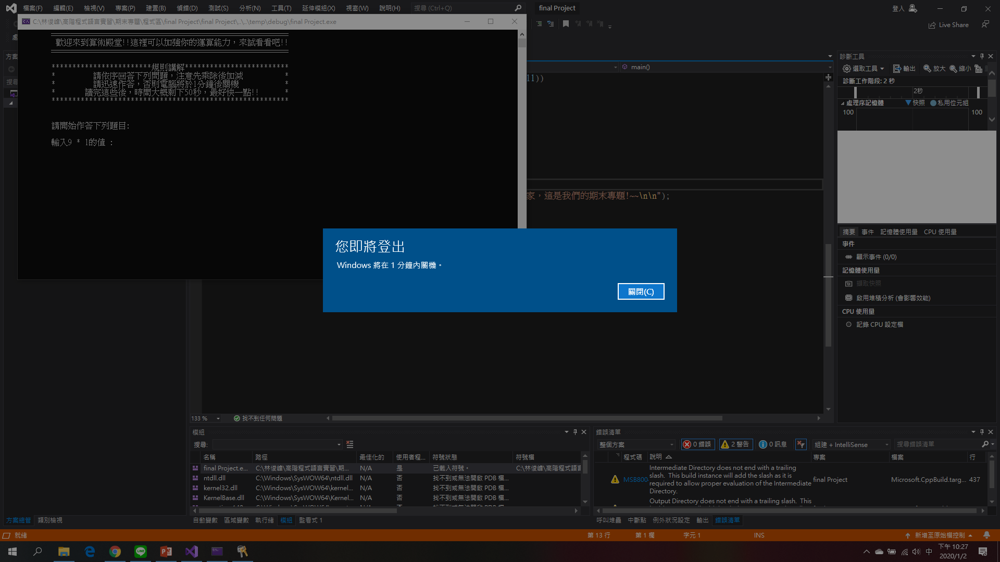 檔案(F) 編輯(E) 檢視(V) 專案(P) 建置(B) 偵錯(D) 測試(S) 分析(N) 工具(T) 延伸模組(X) 視窗(W) 說明(H) 搜尋 (Ctrl+Q) final Project 登入
C:\林俊峰\高階程式語言實習\期末專題\程式區\final Project\final Project\..\..\temp\debug\final Project.exe
Live Share
歡迎來到算術殿堂!!這裡可以加強你的運算能力，來試看看吧!!
************************規則講解*************************
* 請依序回答下列問題，注意先乘除後加減 *
* 請迅速作答，否則電腦將於1分鐘後關機 *
* 讀完這些後，時間大概剩下50秒，最好快一點!! *
*********************************************************
請開始作答下列題目:
輸入9 * 1的值 :
方案
搜尋
main()
ll))
家，這是我們的期末專題!~~\n\n");
診斷工具
選取工具 輸出 放大 縮小
診斷工作階段: 2 秒
2秒
處理序記憶體 快照 私用位元組
100 100
摘要 事件 記憶體使用量 CPU 使用量
事件
顯示事件 (0/0)
記憶體使用量
擷取快照
啟用堆積分析 (會影響效能)
CPU 使用量
記錄 CPU 設定檔
您即將登出
Windows 將在 1 分鐘內關機。
關閉(C)
133 % 找不到任何問題
模組
搜尋:
名稱 路徑 最佳化的 使用者程... 符號狀態 符號檔
final Project.e... C:\林俊峰\高階程式語言實習\期... N/A 是 已載入符號。 C:\林俊峰\高階程式語言
ntdll.dll C:\Windows\SysWOW64\ntdll.dll N/A 否 找不到或無法開啟 PDB 檔...
kernel32.dll C:\Windows\SysWOW64\kernel... N/A 否 找不到或無法開啟 PDB 檔...
KernelBase.dll C:\Windows\SysWOW64\Kernel... N/A 否 找不到或無法開啟 PDB 檔...
自動變數 區域變數 執行緒 模組 監看式 1
錯誤清單
整個方案 0 錯誤 2 警告 0 訊息 組建 + IntelliSense 搜尋錯誤清單
程式碼 說明 專案 檔案 行
Intermediate Directory does not end with a trailing
slash. This build instance will add the slash as it is
MSB800 required to allow proper evaluation of the Intermediate final Project Microsoft.CppBuild.targ... 437
Directory.
Output Directory does not end with a trailing slash. This
呼叫堆疊 中斷點 例外狀況設定 輸出 錯誤清單
方案總管 類別檢視
就緒 第 13 行 第 1 欄 字元 1 INS 新增至原始檔控制
中 下午 10:27
2020/1/2